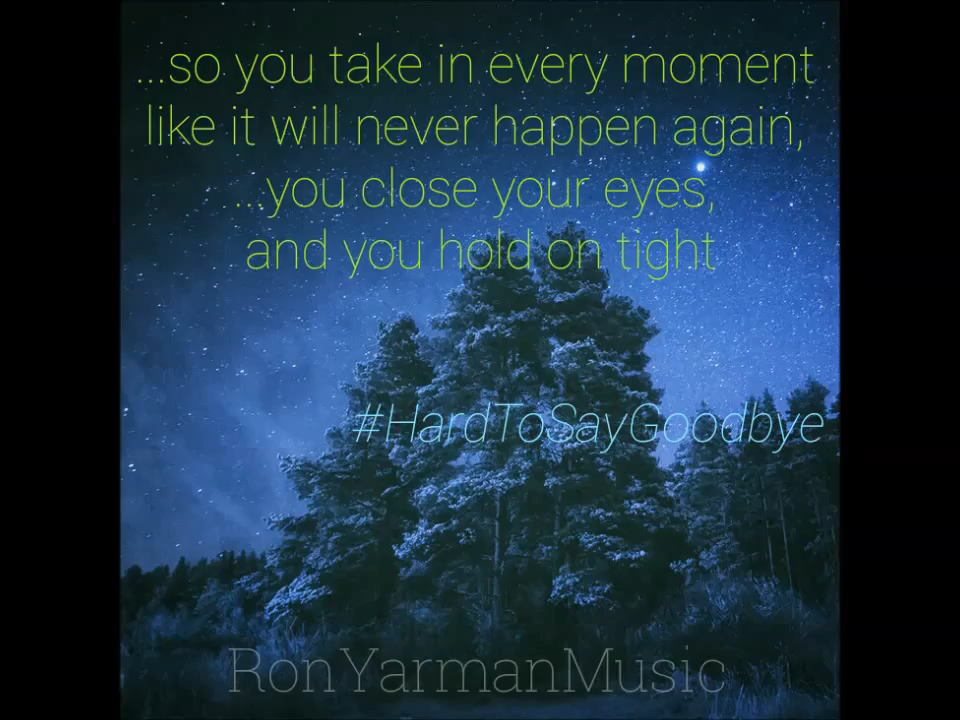 ...so you take in every moment
like it will never happen again,
...you close your eyes,
and you hold on tight
#HardToSayGoodbye
RonYarmanMusic